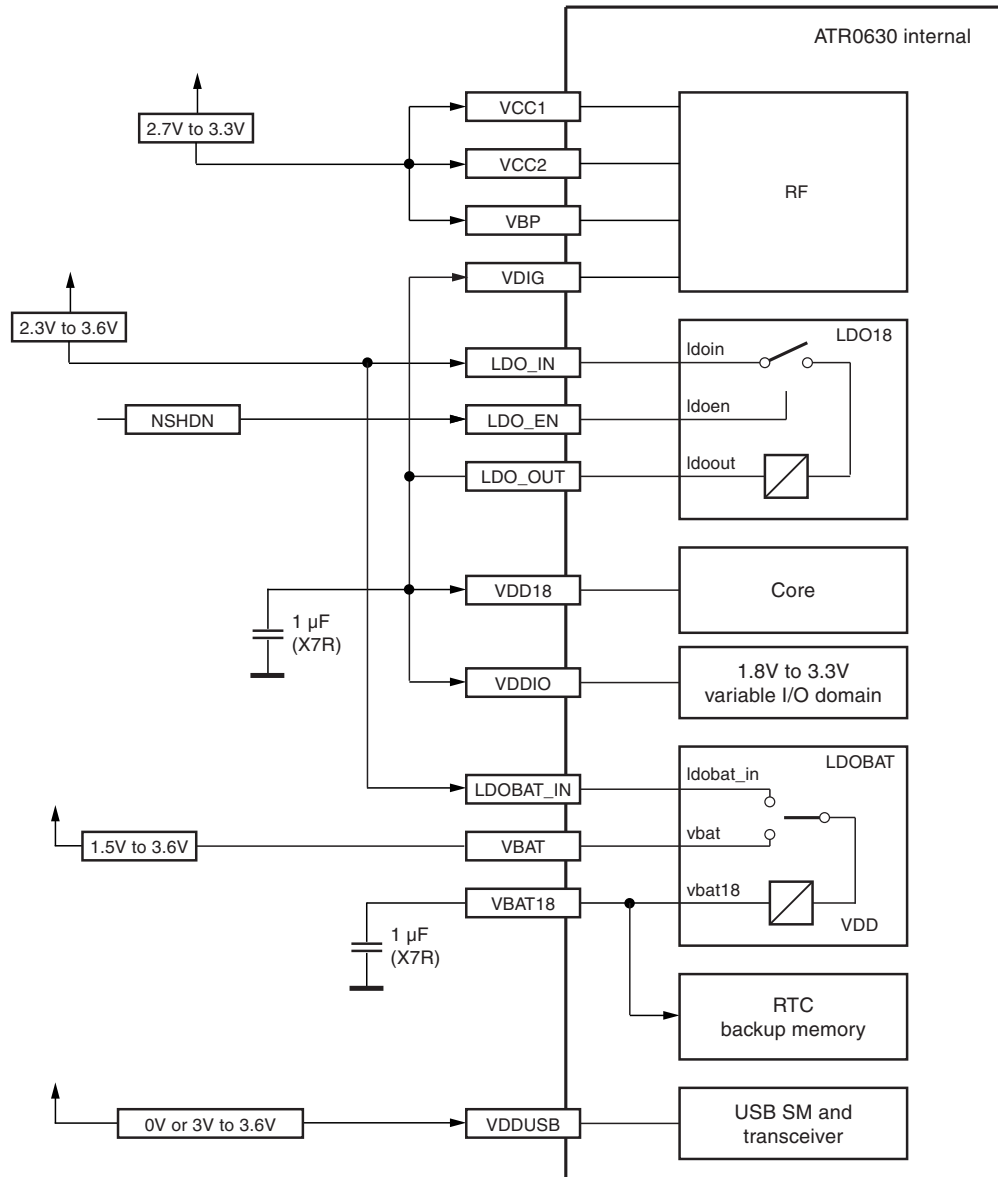 ATR0630 internal
2.7V to 3.3V
VCC1
VCC2
VBP
VDIG
RF
2.3V to 3.6V
LDO_IN
ldoin
LDO18
NSHDN
LDO_EN
ldoen
LDO_OUT
ldoout
1 µF
(X7R)
VDD18
Core
VDDIO
1.8V to 3.3V
variable I/O domain
LDOBAT_IN
ldobat_in
LDOBAT
1.5V to 3.6V
VBAT
vbat
VBAT18
vbat18
VDD
1 µF
(X7R)
RTC
backup memory
0V or 3V to 3.6V
VDDUSB
USB SM and
transceiver